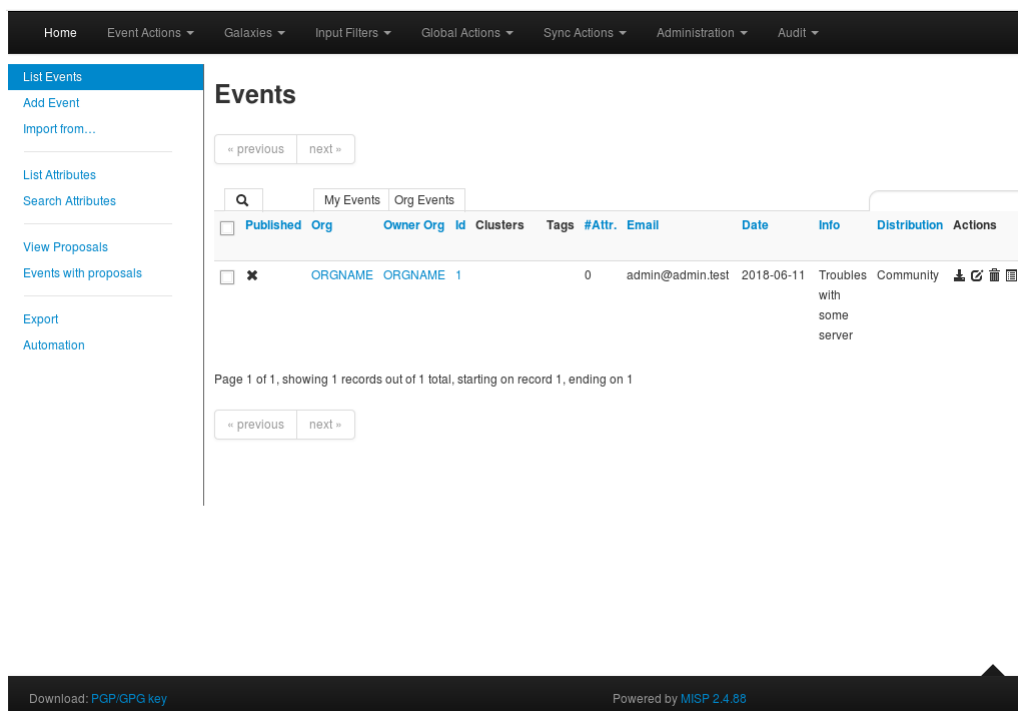 Home Event Actions Galaxies Input Filters Global Actions Sync Actions Administration Audit
List Events
Add Event
Import from…
List Attributes
Search Attributes
View Proposals
Events with proposals
Export
Automation
Events
« previous next »
My Events Org Events
Published Org Owner Org Id Clusters Tags #Attr. Email Date Info Distribution Actions
ORGNAME ORGNAME 1 0 admin@admin.test 2018-06-11 Troubles Community
with
some
server
Page 1 of 1, showing 1 records out of 1 total, starting on record 1, ending on 1
« previous next »
Download: PGP/GPG key Powered by MISP 2.4.88